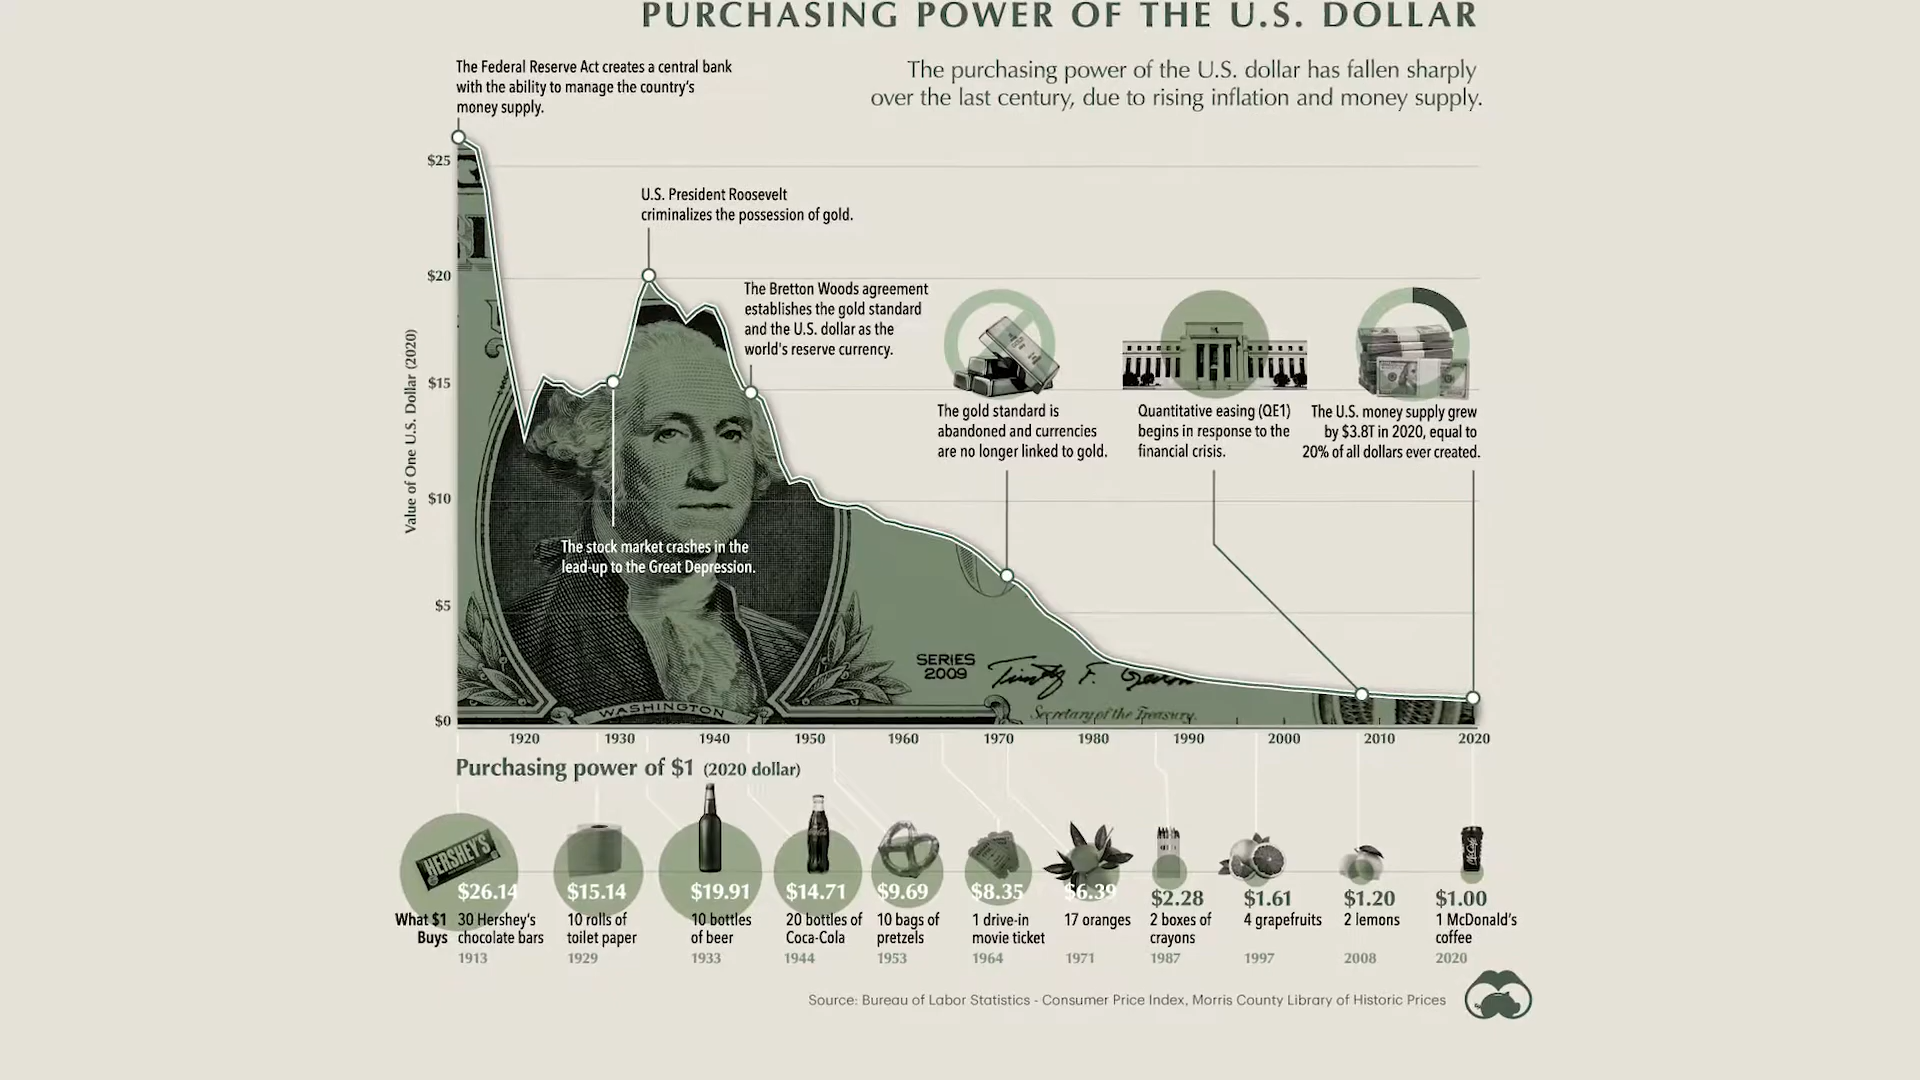 PURCHASING POWER OF THE U.S. DOLLAR
The purchasing power of the U.S. dollar has fallen sharply
over the last century, due to rising inflation and money supply.
The Federal Reserve Act creates a central bank
with the ability to manage the country's
money supply.
U.S. President Roosevelt
criminalizes the possession of gold.
The Bretton Woods agreement
establishes the gold standard
and the U.S. dollar as the
world's reserve currency.
The gold standard is
abandoned and currencies
are no longer linked to gold.
Quantitative easing (QE1)
begins in response to the
financial crisis.
The U.S. money supply grew
by $3.8T in 2020, equal to
20% of all dollars ever created.
The stock market crashes in the
lead-up to the Great Depression.
Value of One U.S. Dollar (2020)
$25
$20
$15
$10
$5
$0
SERIES
2009
WASHINGTON
Secretary of the Treasury.
1920 1930 1940 1950 1960 1970 1980 1990 2000 2010 2020
Purchasing power of $1 (2020 dollar)
HERSHEY'S
$26.14 $15.14 $19.91 $14.71 $9.69 $8.35 $6.39 $2.28 $1.61 $1.20 $1.00
What $1
Buys
30 Hershey's
chocolate bars
1913
10 rolls of
toilet paper
1929
10 bottles
of beer
1933
20 bottles of
Coca-Cola
1944
10 bags of
pretzels
1953
1 drive-in
movie ticket
1964
17 oranges
1971
2 boxes of
crayons
1987
4 grapefruits
1997
2 lemons
2008
1 McDonald's
coffee
2020
Source: Bureau of Labor Statistics - Consumer Price Index, Morris County Library of Historic Prices